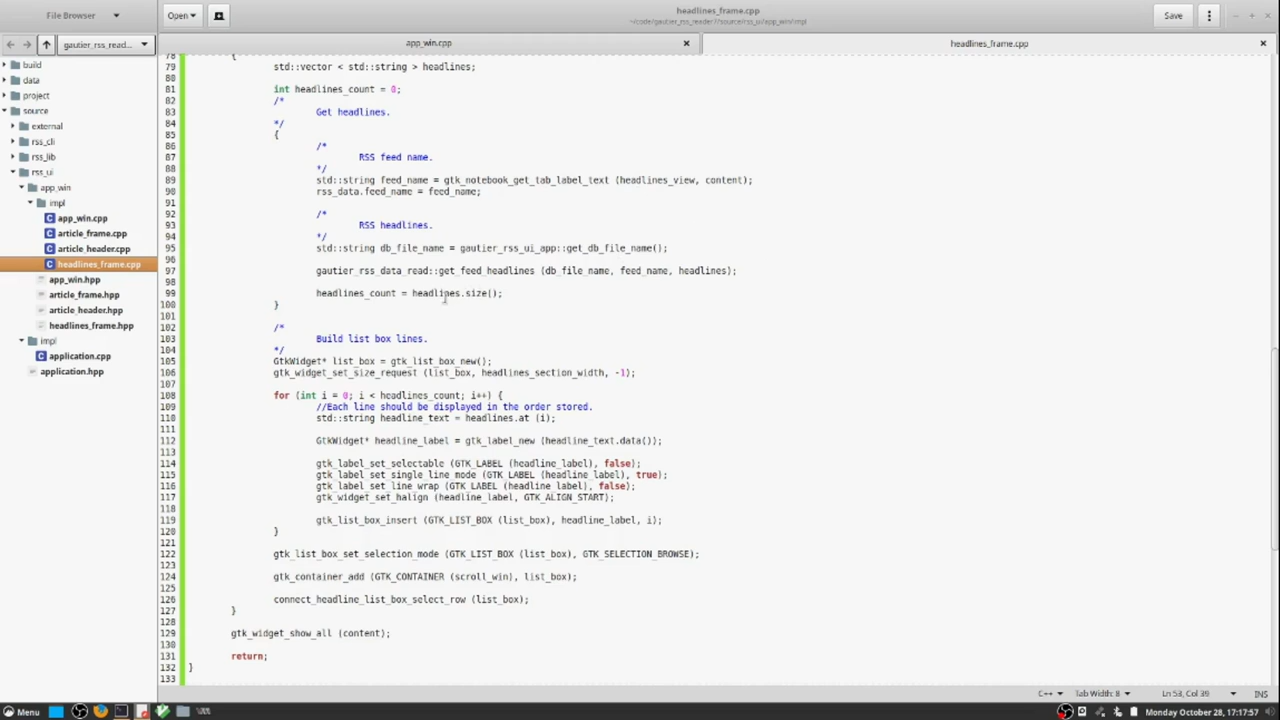 File Browser
Open
headlines_frame.cpp
~/code/gautier_rss_reader7/source/rss_ui/app_win/impl
Save
gautier_rss_read...
app_win.cpp
headlines_frame.cpp
build
data
project
source
external
rss_cli
rss_lib
rss_ui
app_win
impl
app_win.cpp
article_frame.cpp
article_header.cpp
headlines_frame.cpp
app_win.hpp
article_frame.hpp
article_header.hpp
headlines_frame.hpp
impl
application.cpp
application.hpp
78 {
79 std::vector < std::string > headlines;
80
81 int headlines_count = 0;
82 /*
83 Get headlines.
84 */
85 {
86 /*
87 RSS feed name.
88 */
89 std::string feed_name = gtk_notebook_get_tab_label_text (headlines_view, content);
90 rss_data.feed_name = feed_name;
91
92 /*
93 RSS headlines.
94 */
95 std::string db_file_name = gautier_rss_ui_app::get_db_file_name();
96
97 gautier_rss_data_read::get_feed_headlines (db_file_name, feed_name, headlines);
98
99 headlines_count = headlines.size();
100 }
101
102 /*
103 Build list box lines.
104 */
105 GtkWidget* list_box = gtk_list_box_new();
106 gtk_widget_set_size_request (list_box, headlines_section_width, -1);
107
108 for (int i = 0; i < headlines_count; i++) {
109 //Each line should be displayed in the order stored.
110 std::string headline_text = headlines.at (i);
111
112 GtkWidget* headline_label = gtk_label_new (headline_text.data());
113
114 gtk_label_set_selectable (GTK_LABEL (headline_label), false);
115 gtk_label_set_single_line_mode (GTK_LABEL (headline_label), true);
116 gtk_label_set_line_wrap (GTK_LABEL (headline_label), false);
117 gtk_widget_set_halign (headline_label, GTK_ALIGN_START);
118
119 gtk_list_box_insert (GTK_LIST_BOX (list_box), headline_label, i);
120 }
121
122 gtk_list_box_set_selection_mode (GTK_LIST_BOX (list_box), GTK_SELECTION_BROWSE);
123
124 gtk_container_add (GTK_CONTAINER (scroll_win), list_box);
125
126 connect_headline_list_box_select_row (list_box);
127 }
128
129 gtk_widget_show_all (content);
130
131 return;
132 }
133
C++
Tab Width: 8
Ln 53, Col 39
INS
Menu
Monday October 28, 17:17:57